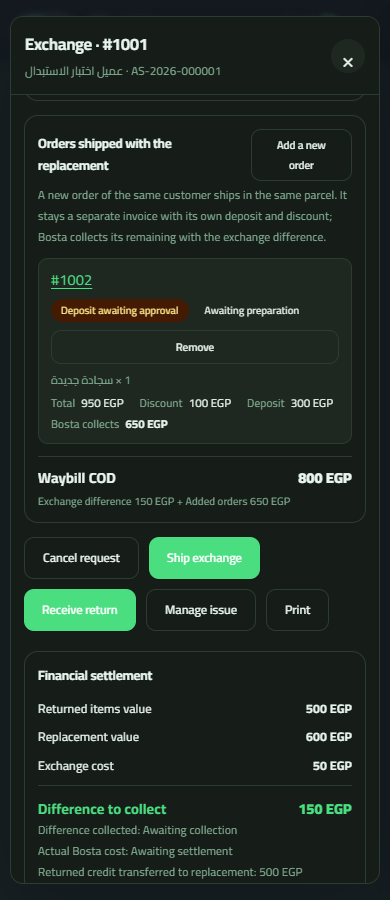 Exchange · #1001
عميل اختبار الاستبدال · AS-2026-000001
Orders shipped with the
replacement
Add a new
order
A new order of the same customer ships in the same parcel. It
stays a separate invoice with its own deposit and discount;
Bosta collects its remaining with the exchange difference.
#1002
Deposit awaiting approval Awaiting preparation
Remove
1 × سجادة جديدة
Total 950 EGP Discount 100 EGP Deposit 300 EGP
Bosta collects 650 EGP
Waybill COD 800 EGP
Exchange difference 150 EGP + Added orders 650 EGP
Cancel request Ship exchange
Receive return Manage issue Print
Financial settlement
Returned items value 500 EGP
Replacement value 600 EGP
Exchange cost 50 EGP
Difference to collect 150 EGP
Difference collected: Awaiting collection
Actual Bosta cost: Awaiting settlement
Returned credit transferred to replacement: 500 EGP